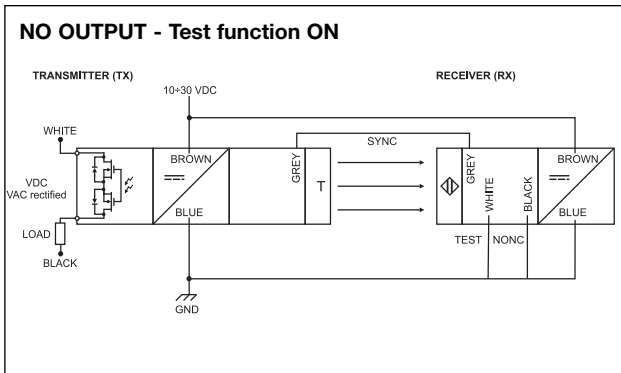 NO OUTPUT - Test function ON
TRANSMITTER (TX)
RECEIVER (RX)
10÷30 VDC
WHITE
SYNC
VDC
VAC rectified
BROWN
GREY
T
GREY
WHITE
BLACK
BROWN
BLUE
BLUE
LOAD
BLACK
TEST
NONC
GND